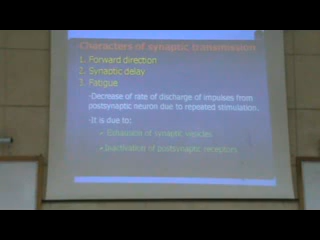 Characters of synaptic transmission
1. Forward direction
2. Synaptic delay
3. Fatigue
-Decrease of rate of discharge of impulses from
postsynaptic neuron due to repeated stimulation.
-It is due to:
Exhaustion of synaptic vesicles
Inactivation of postsynaptic receptors